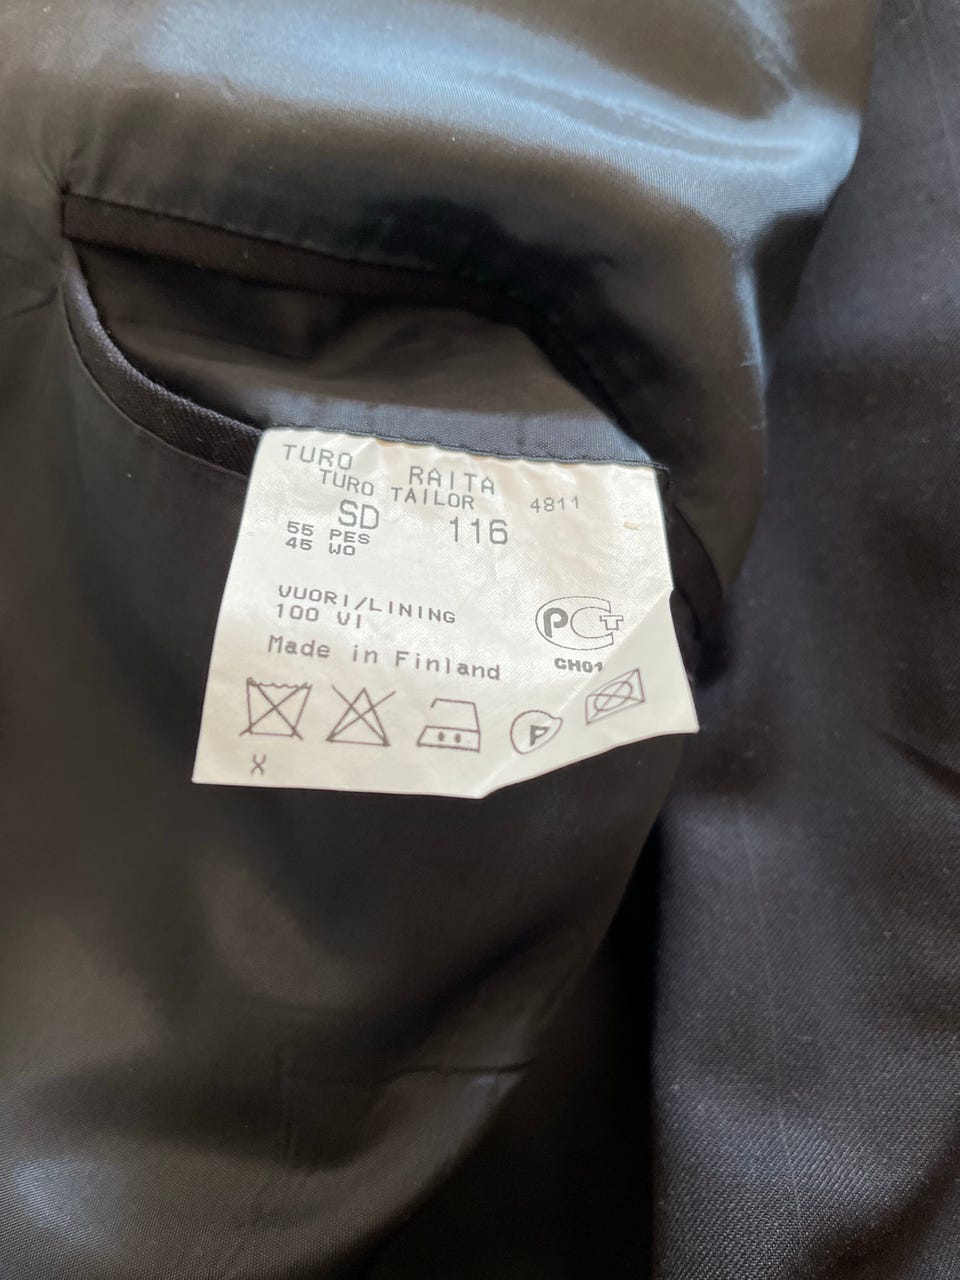 TURO RAITA
TURO TAILOR 4811
SD 116
55 PES
45 WO
VUORI/LINING
100 VI
PCT
CH01
Made in Finland
P
X